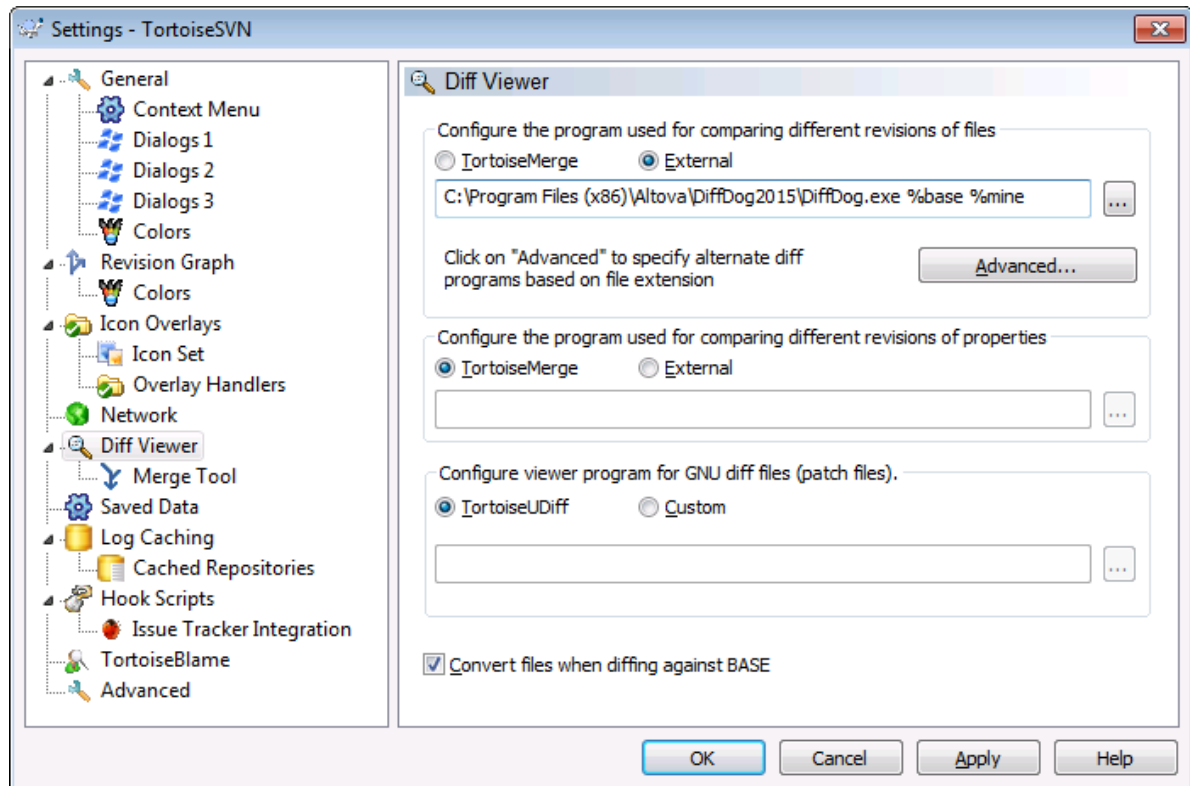 Settings - TortoiseSVN
General
Context Menu
Dialogs 1
Dialogs 2
Dialogs 3
Colors
Revision Graph
Colors
Icon Overlays
Icon Set
Overlay Handlers
Network
Diff Viewer
Merge Tool
Saved Data
Log Caching
Cached Repositories
Hook Scripts
Issue Tracker Integration
TortoiseBlame
Advanced
Diff Viewer
Configure the program used for comparing different revisions of files
TortoiseMerge External
C:\Program Files (x86)\Altova\DiffDog2015\DiffDog.exe %base %mine ...
Click on "Advanced" to specify alternate diff
programs based on file extension
Advanced...
Configure the program used for comparing different revisions of properties
TortoiseMerge External
...
Configure viewer program for GNU diff files (patch files).
TortoiseUDiff Custom
...
Convert files when diffing against BASE
OK Cancel Apply Help